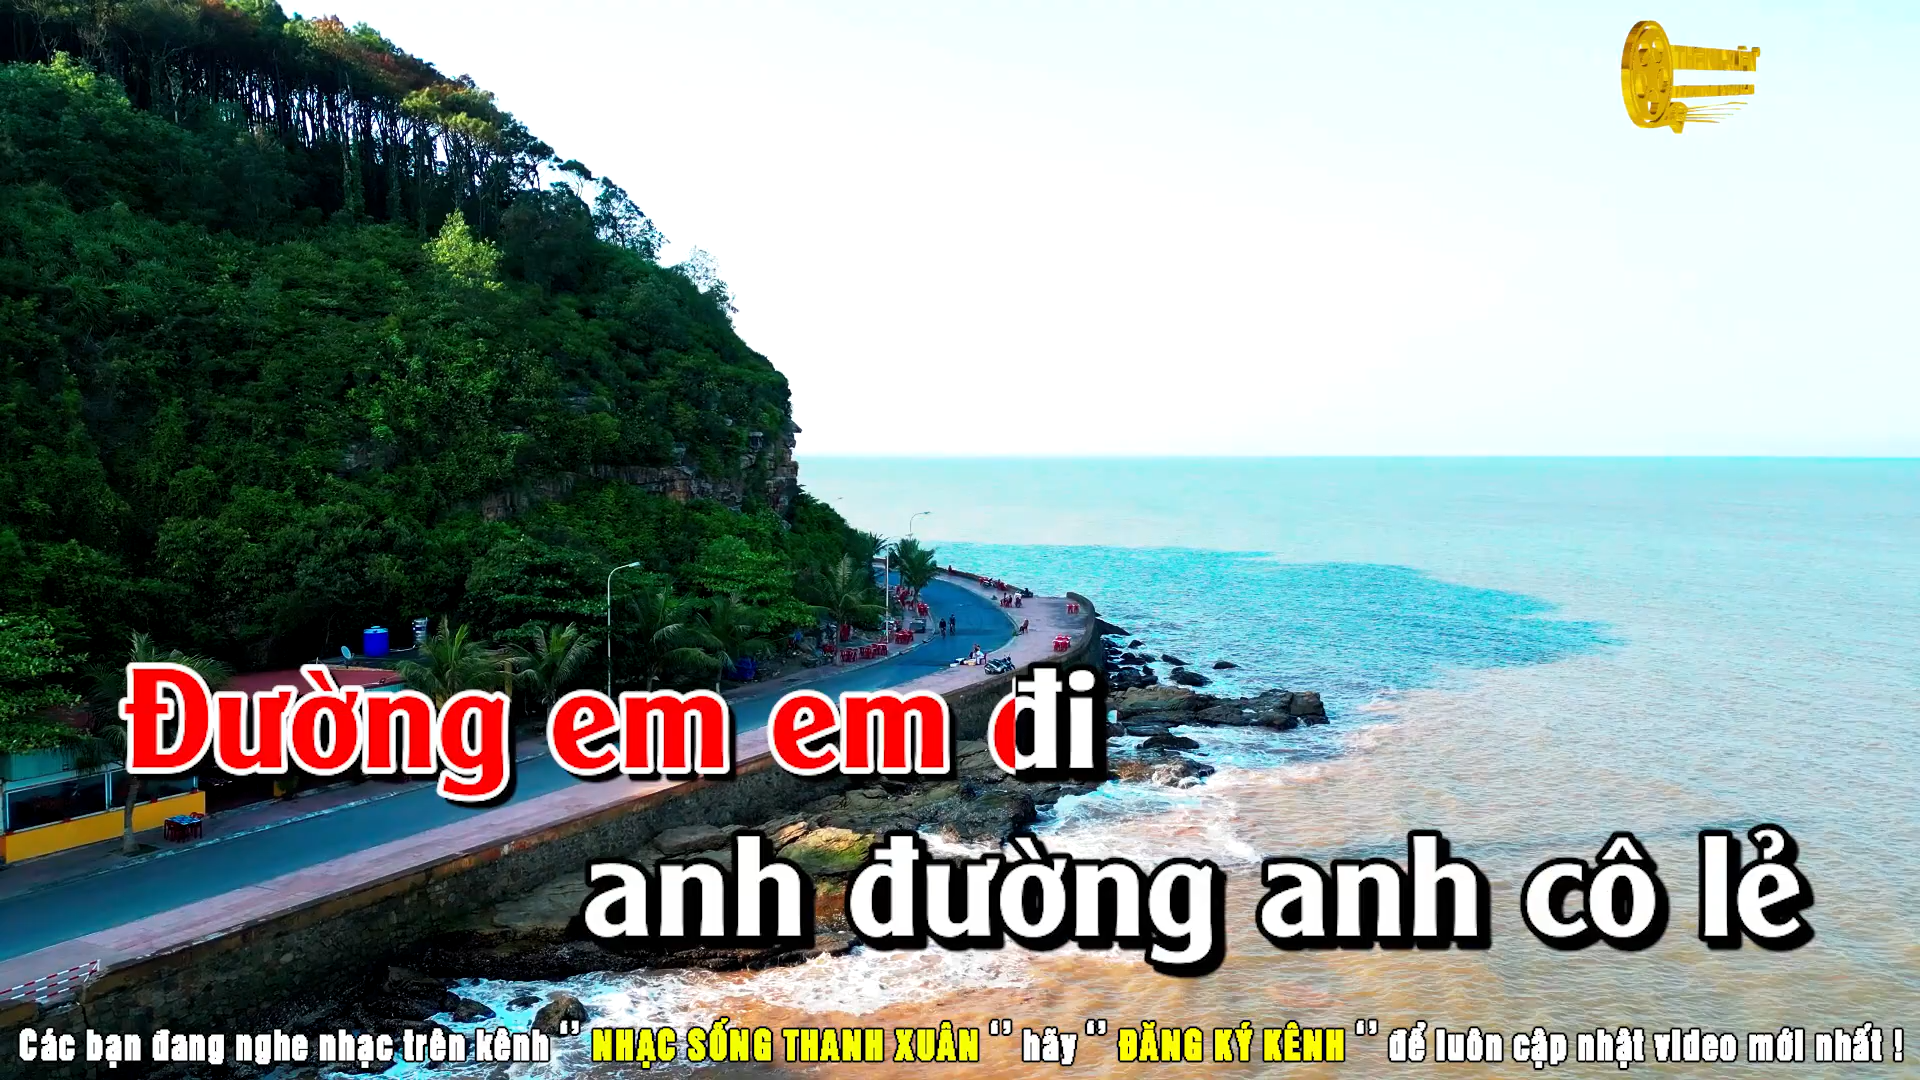 Đường em em đi
anh đường anh cô lẻ
Các bạn đang nghe nhạc trên kênh “ NHẠC SỐNG THANH XUÂN “ hãy “ ĐĂNG KÝ KÊNH “ để luôn cập nhật video mới nhất !